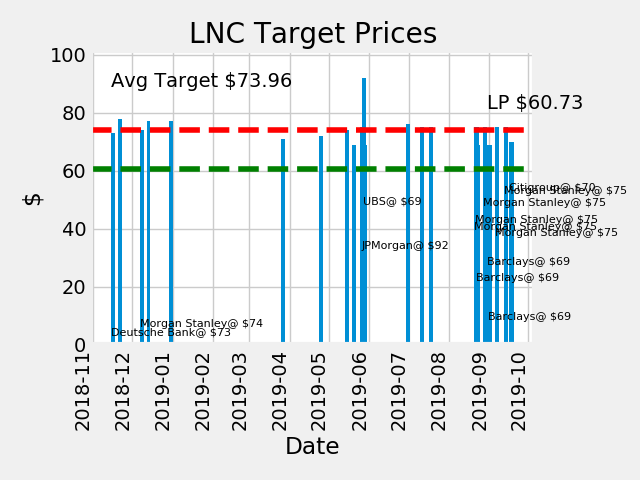 LNC Target Prices
100
80
60
40
20
0
$
Avg Target $73.96
LP $60.73
Citigroup@ $70
Morgan Stanley@ $75
UBS@ $69
Morgan Stanley@ $75
Morgan Stanley@ $75
Morgan Stanley@ $75
Morgan Stanley@ $75
JPMorgan@ $92
Barclays@ $69
Barclays@ $69
Barclays@ $69
Morgan Stanley@ $74
Deutsche Bank@ $73
2018-11
2018-12
2019-01
2019-02
2019-03
2019-04
2019-05
2019-06
2019-07
2019-08
2019-09
2019-10
Date